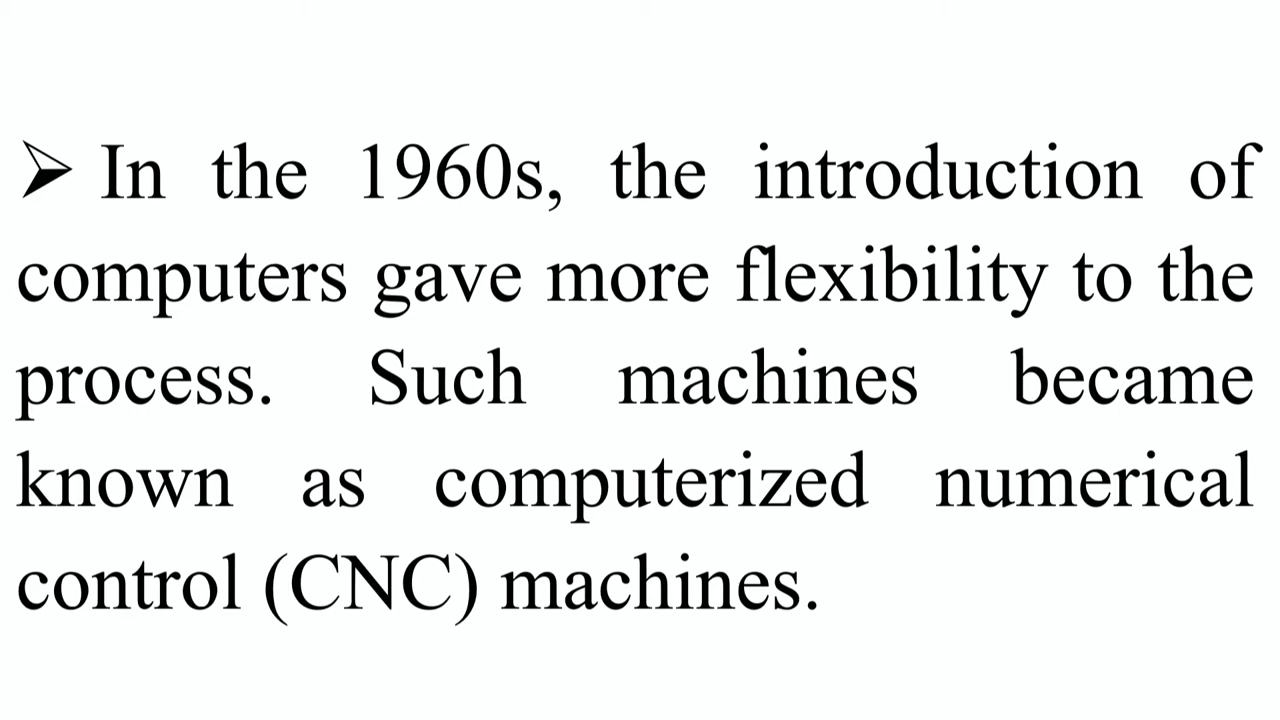 ➢ In the 1960s, the introduction of
computers gave more flexibility to the
process. Such machines became
known as computerized numerical
control (CNC) machines.